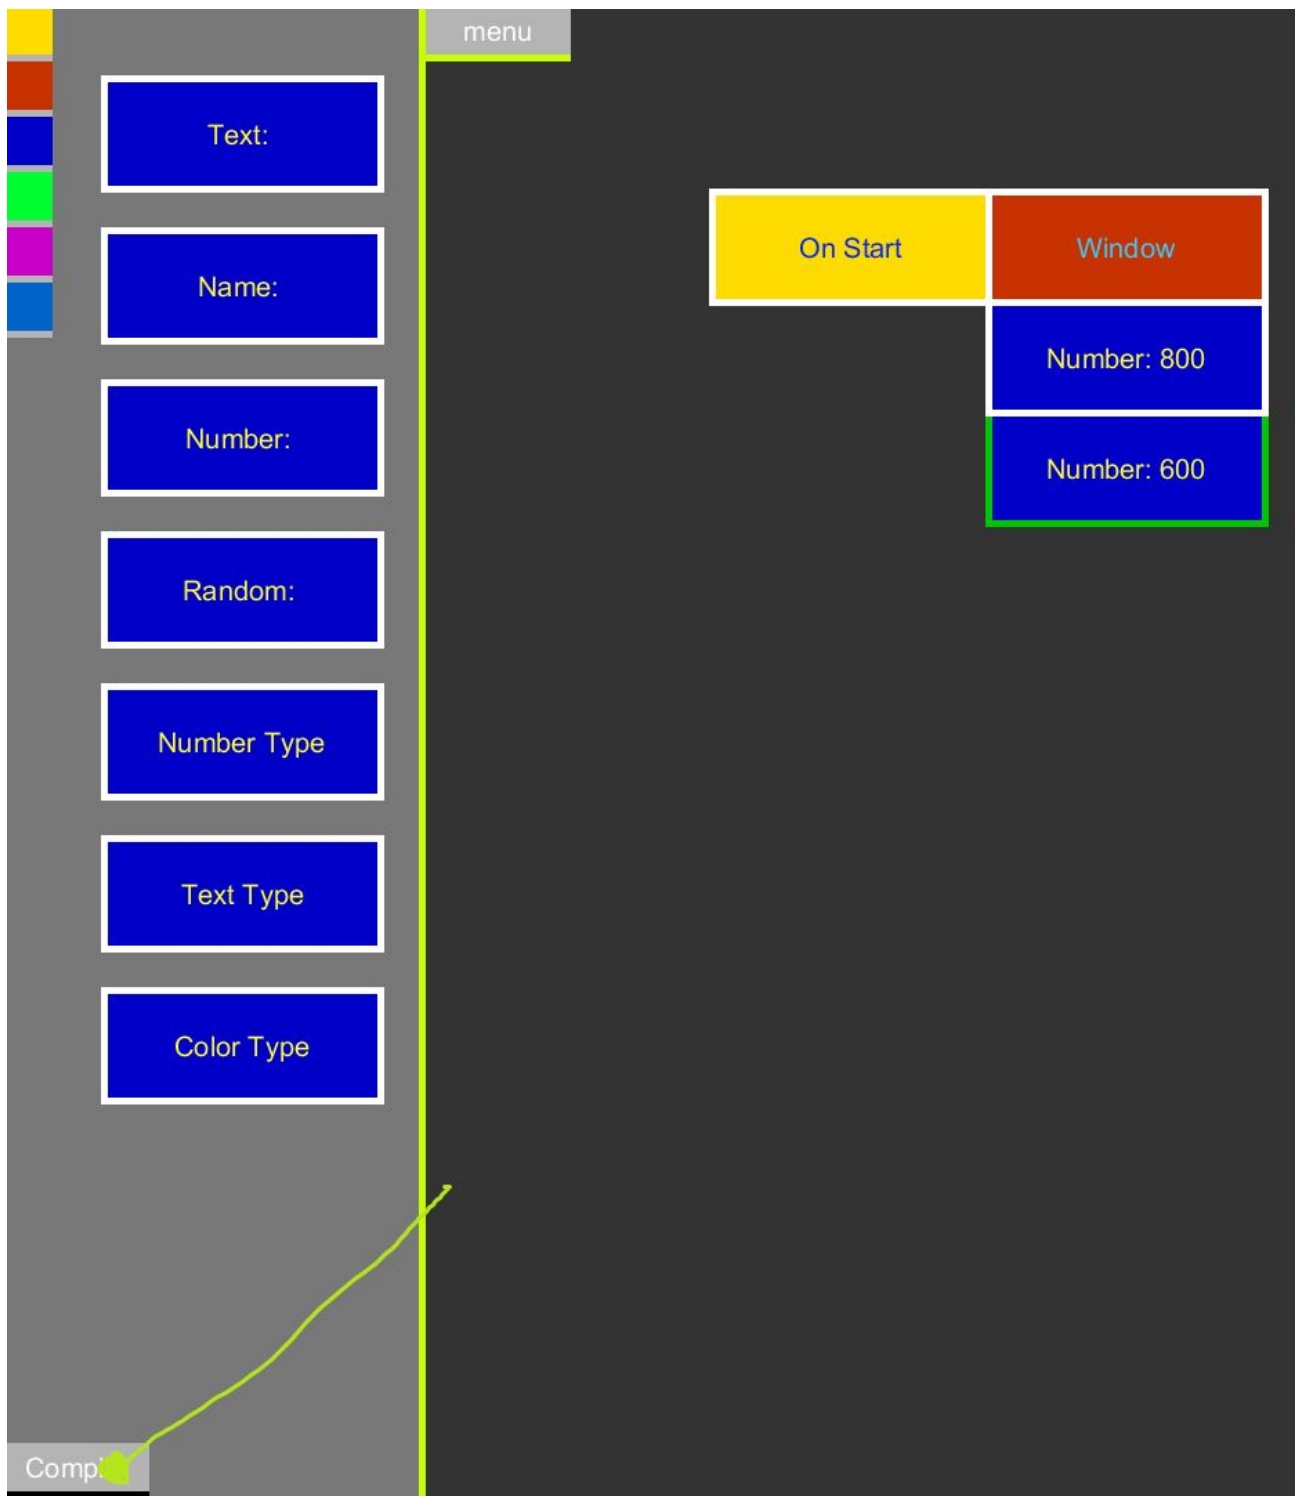 menu
Text:
Name:
Number:
Random:
Number Type
Text Type
Color Type
On Start
Window
Number: 800
Number: 600